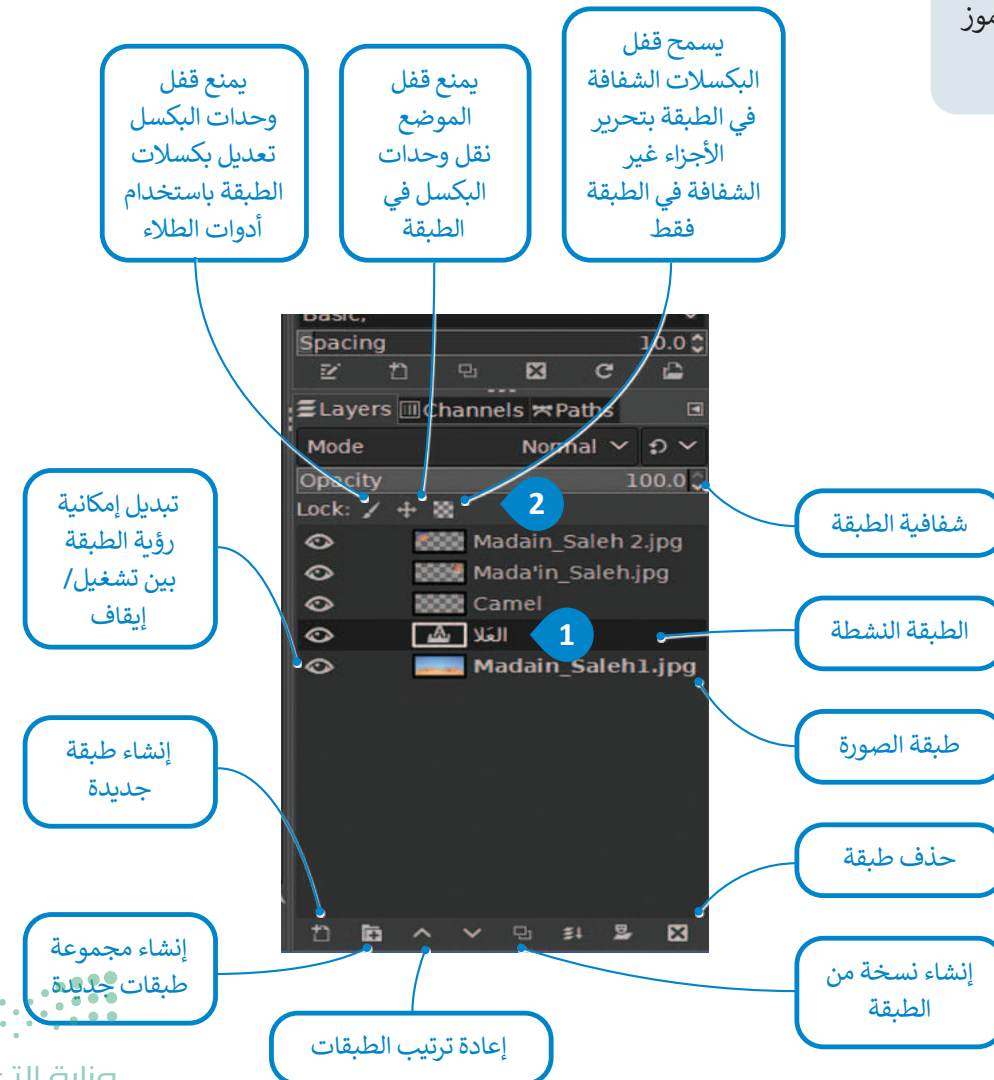 يسمح قفل
البكسلات الشفافة
في الطبقة بتحرير
الأجزاء غير
الشفافة في الطبقة
فقط
يمنع قفل
الموضع
نقل وحدات
البكسل في
الطبقة
يمنع قفل
وحدات البكسل
تعديل بكسلات
الطبقة باستخدام
أدوات الطلاء
Spacing 10.0
Layers Channels Paths
Mode Normal
Opacity 100.0
Lock: 2
Madain_Saleh 2.jpg
Mada'in_Saleh.jpg
Camel
العَلا 1
Madain_Saleh1.jpg
شفافية الطبقة
الطبقة النشطة
طبقة الصورة
حذف طبقة
إنشاء نسخة من
الطبقة
تبديل إمكانية
رؤية الطبقة
بين تشغيل/
إيقاف
إنشاء طبقة
جديدة
إنشاء مجموعة
طبقات جديدة
إعادة ترتيب الطبقات